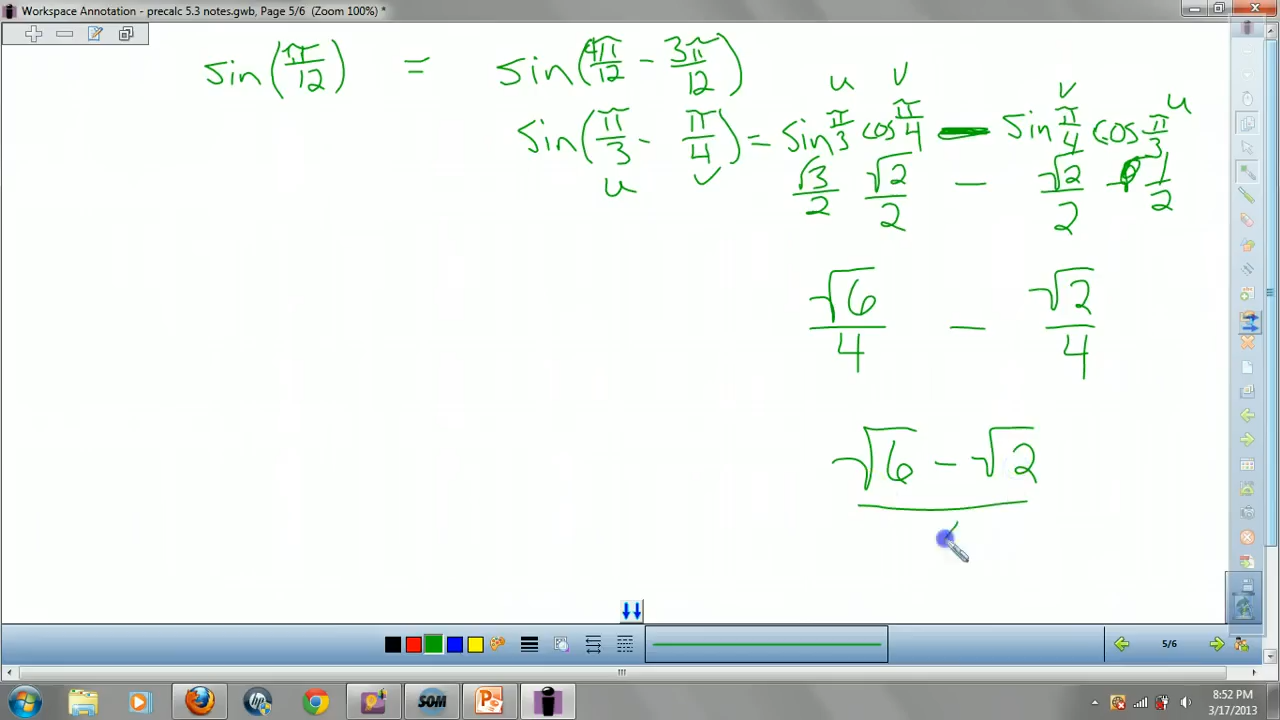 Workspace Annotation - precalc 5.3 notes.gwb, Page 5/6 (Zoom 100%) *
sin(π/12) = sin(4π/12 - 3π/12)
u v v u
sin(π/3 - π/4) = sin π/3 cos π/4 - sin π/4 cos π/3
u v
√3/2 √2/2 - √2/2 · 1/2
√6/4 - √2/4
√6 - √2
5/6
SOM
8:52 PM
3/17/2013